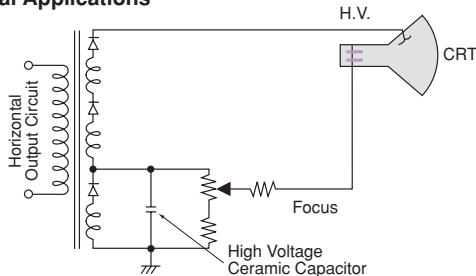 al Applications
H.V.
CRT
Horizontal
Output Circuit
Focus
High Voltage
Ceramic Capacitor